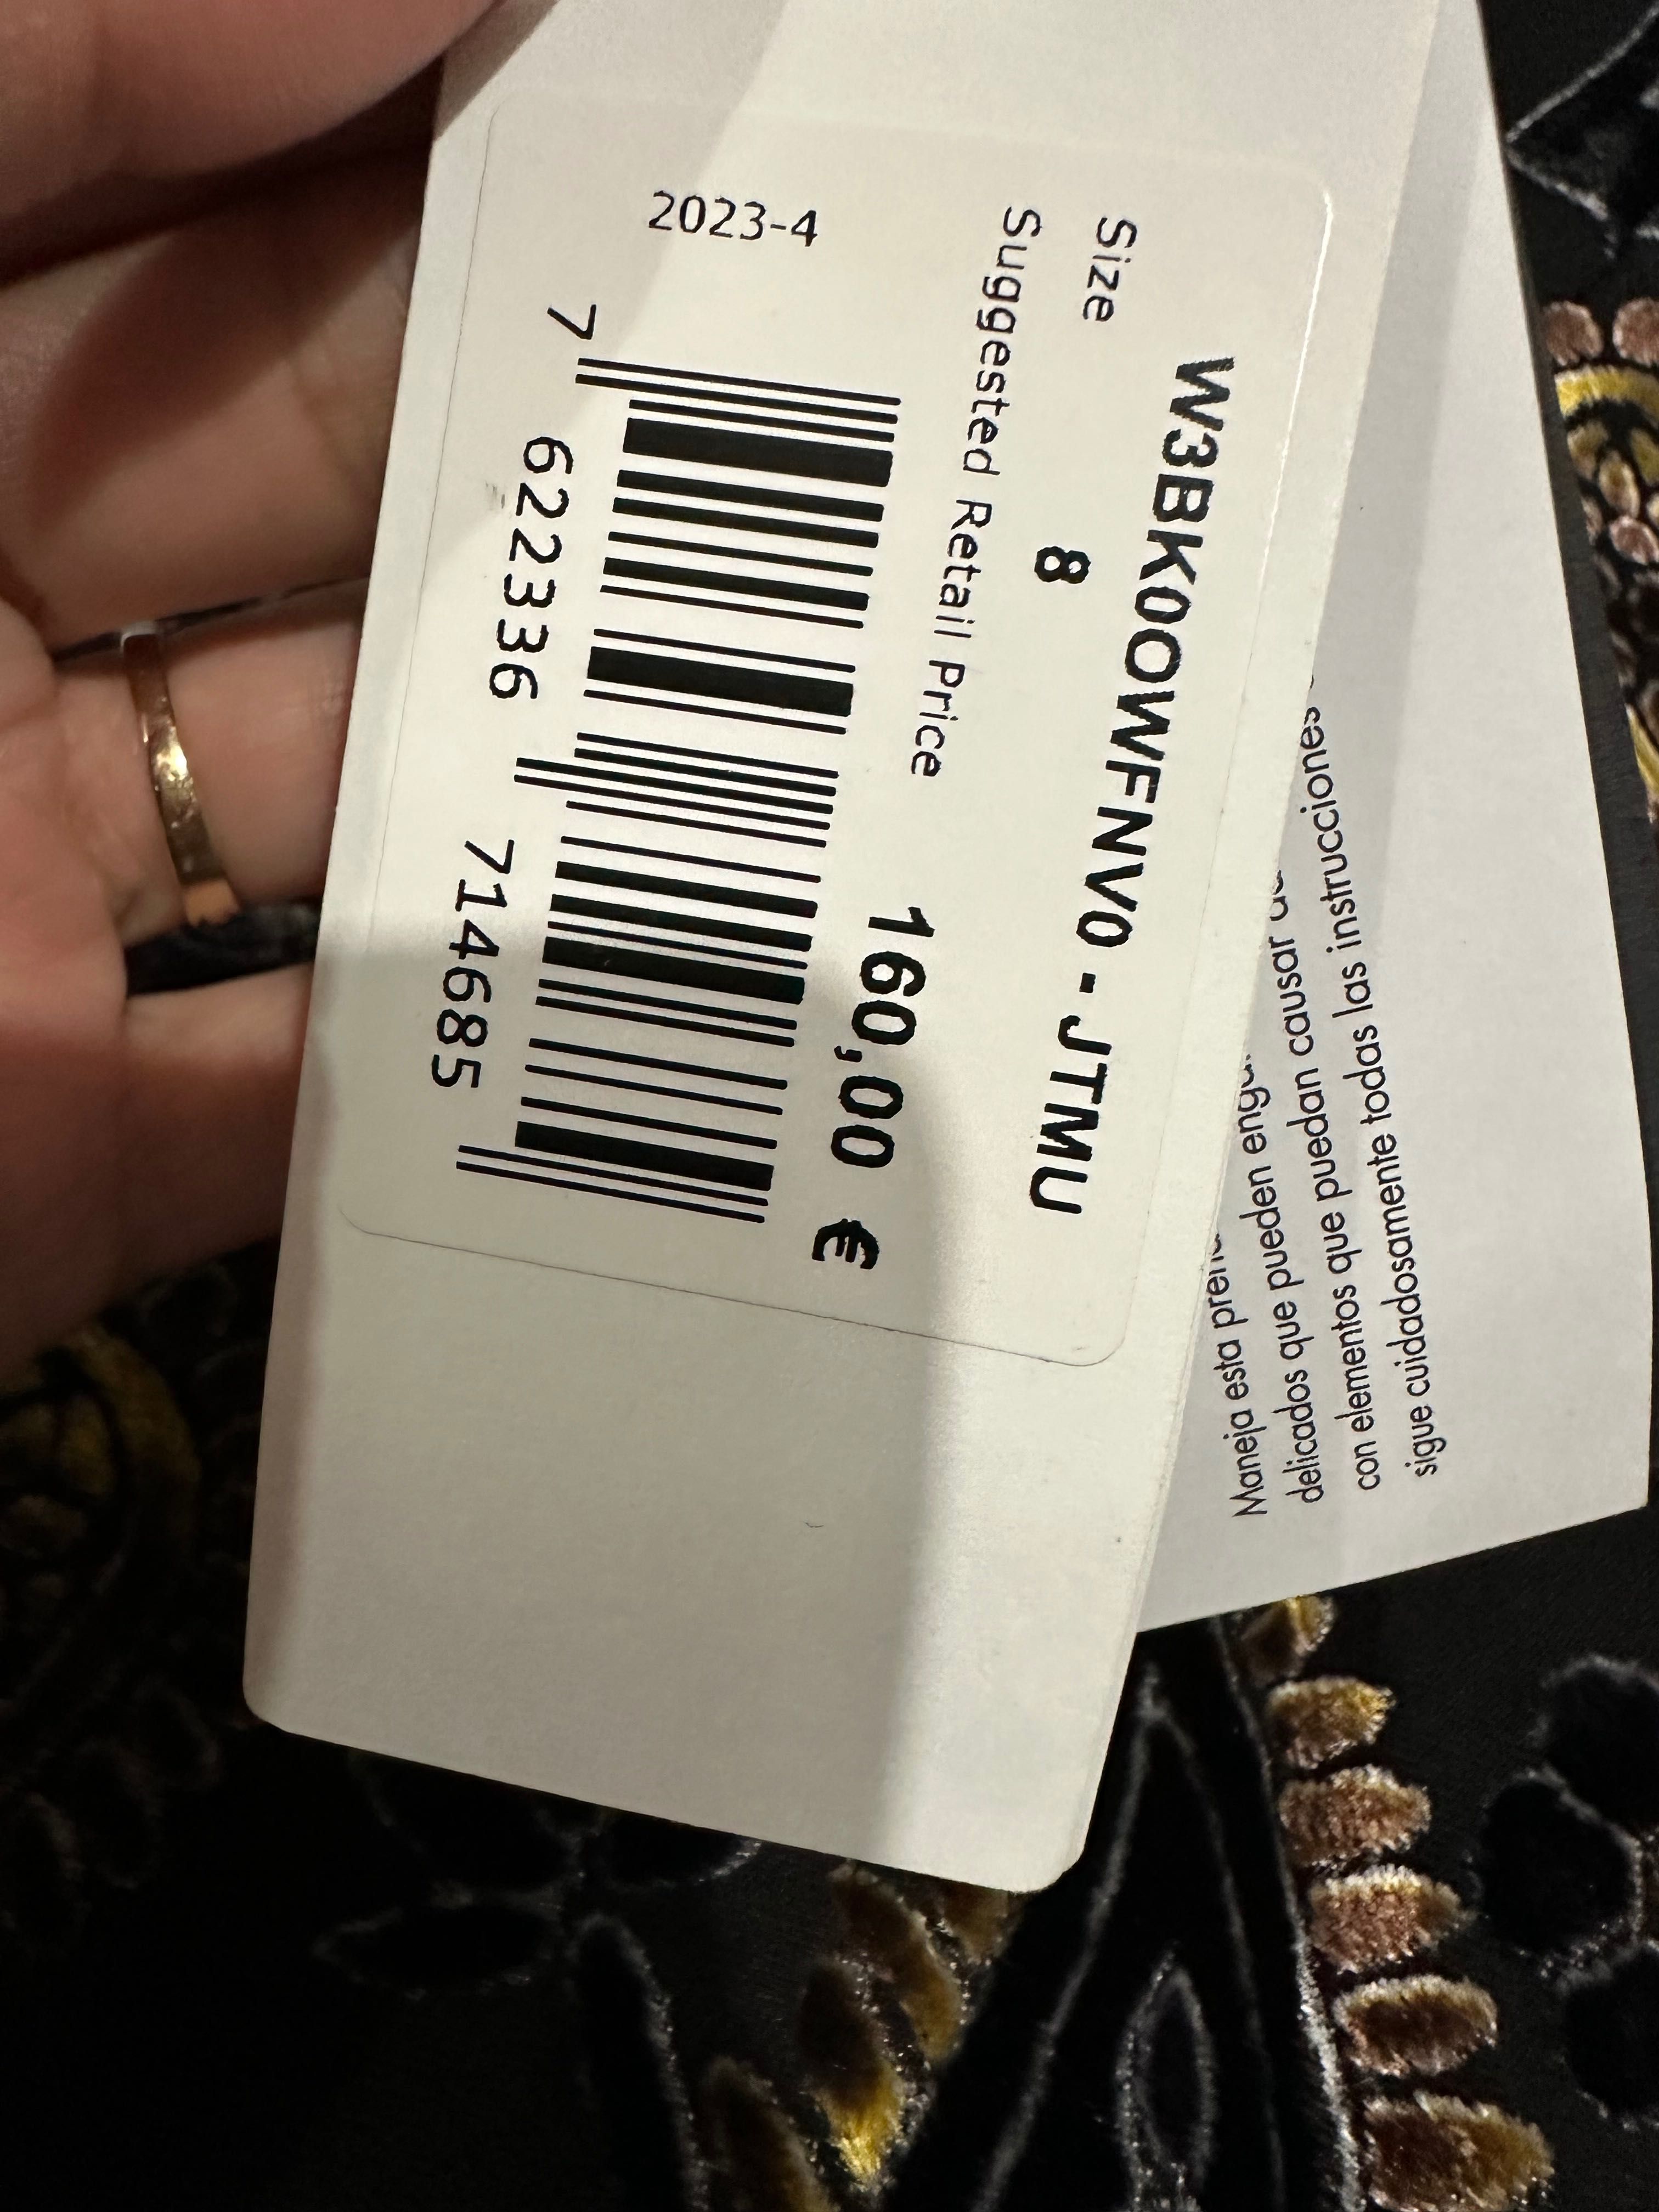 W3BK0OWFNV0 - JTMU
Size 8
Suggested Retail Price
160,00 €
2023-4
7 622336 714685
Maneja esta
delicados que pueden
con elementos que puedan causar
sigue cuidadosamente todas las instrucciones